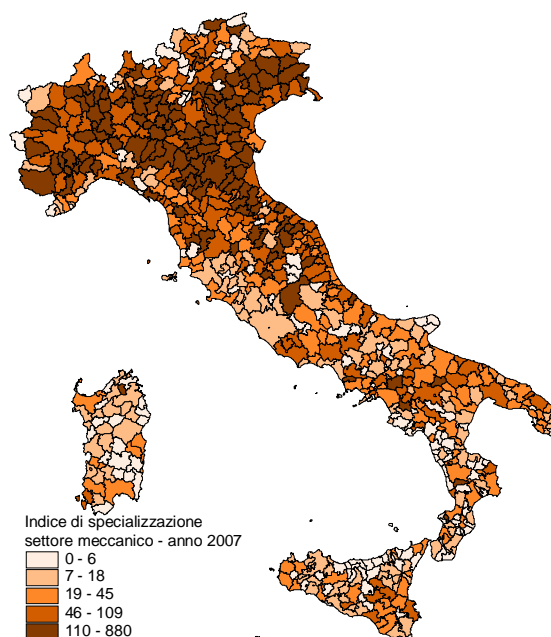 Indice di specializzazione
settore meccanico - anno 2007
0 - 6
7 - 18
19 - 45
46 - 109
110 - 880